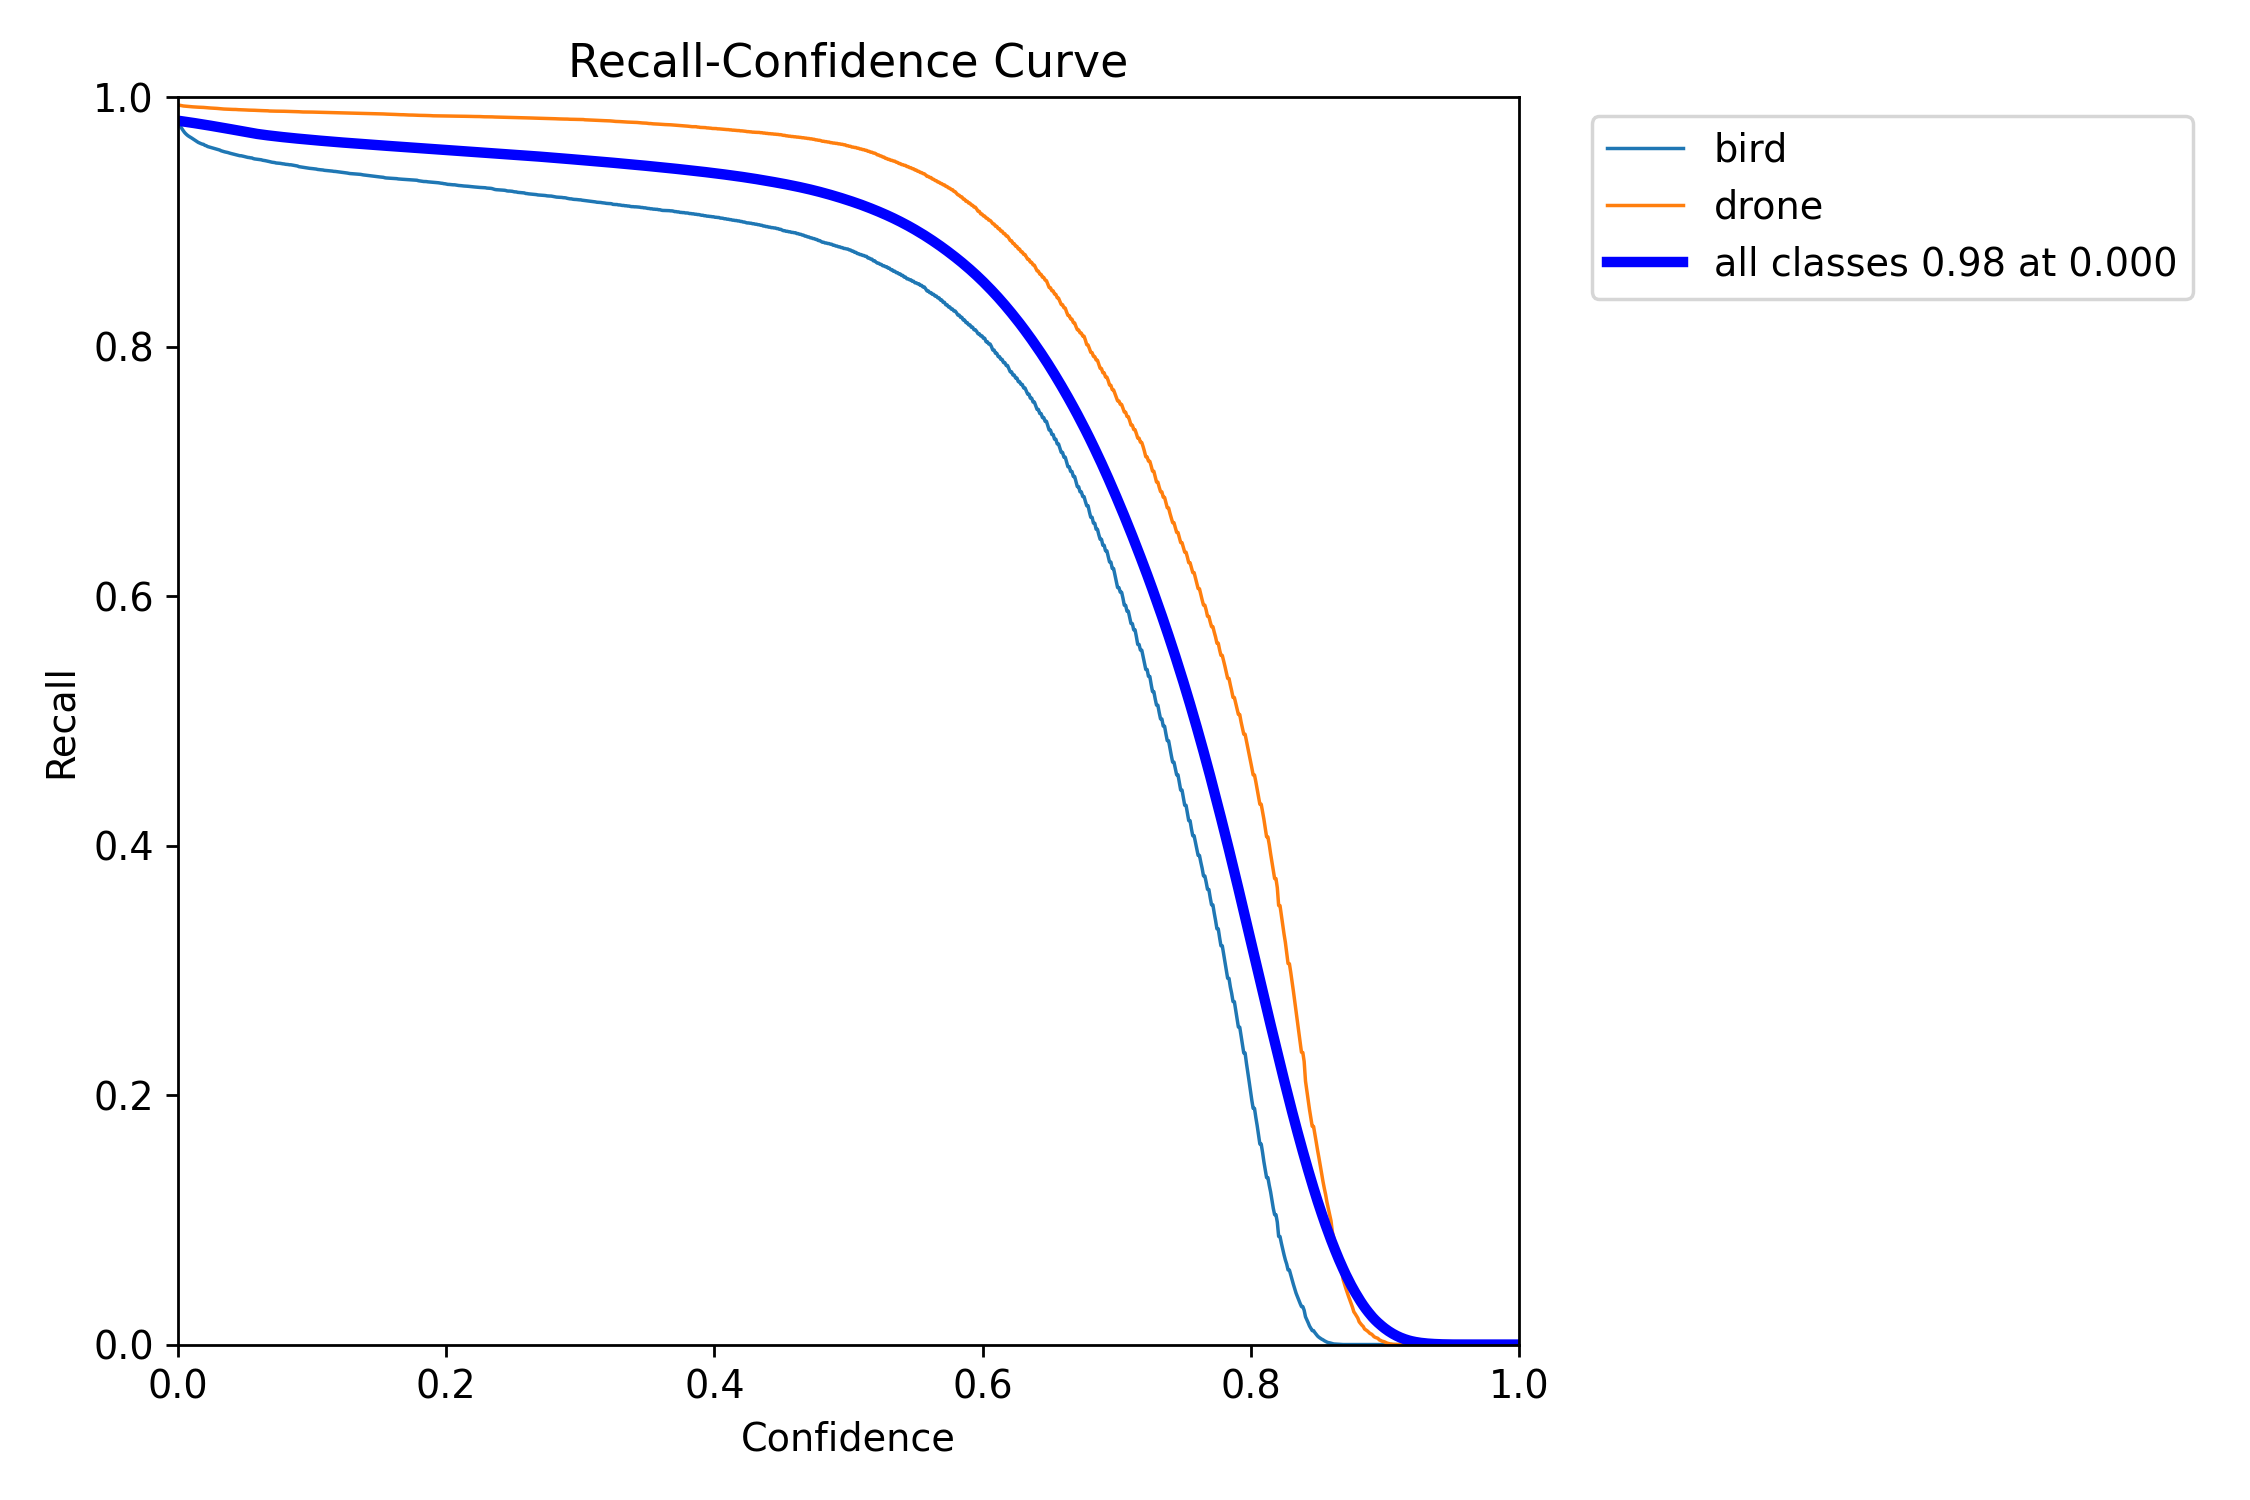 Recall-Confidence Curve
1.0
0.8
0.6
0.4
0.2
0.0
Recall
0.0 0.2 0.4 0.6 0.8 1.0
Confidence
bird
drone
all classes 0.98 at 0.000